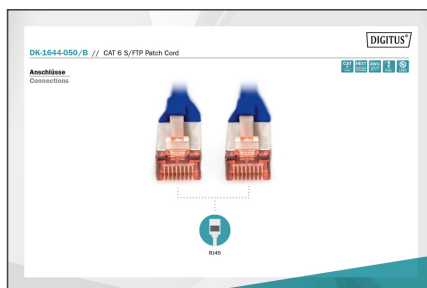 DIGITUS®
DK-1644-050/B // CAT 6 S/FTP Patch Cord
Anschlüsse
Connections
RJ45